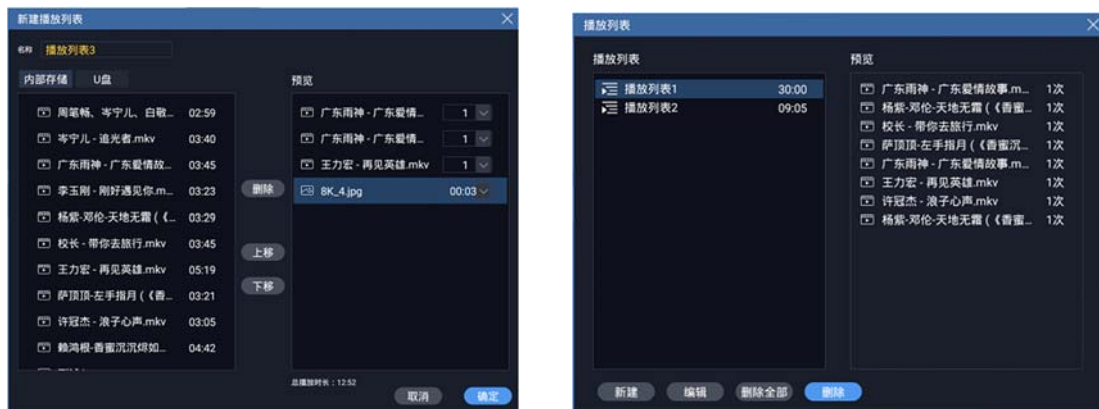 新建播放列表
名称 播放列表3
内部存储 U盘
周笔畅、岑宁儿、白敬... 02:59
岑宁儿 - 追光者.mkv 03:40
广东雨神 - 广东爱情故... 03:45
李玉刚 - 刚好遇见你.m... 03:23
杨紫-邓伦-天地无霜 (《... 03:29
校长 - 带你去旅行.mkv 03:45
王力宏 - 再见英雄.mkv 05:19
萨顶顶-左手指月 (《香... 03:21
许冠杰 - 浪子心声.mkv 03:05
赖鸿根-香蜜沉沉烬如... 04:42
删除
上移
下移
预览
广东雨神 - 广东爱情... 1
广东雨神 - 广东爱情... 1
王力宏 - 再见英雄.mkv 1
8K_4.jpg 00:03
总播放时长：12:52
取消 确定
播放列表
播放列表
播放列表1 30:00
播放列表2 09:05
预览
广东雨神 - 广东爱情故事.m... 1次
杨紫-邓伦-天地无霜 (《香蜜... 1次
校长 - 带你去旅行.mkv 1次
萨顶顶-左手指月 (《香蜜沉... 1次
广东雨神 - 广东爱情故事.m... 1次
王力宏 - 再见英雄.mkv 1次
许冠杰 - 浪子心声.mkv 1次
杨紫-邓伦-天地无霜 (《香蜜... 1次
新建 编辑 删除全部 删除